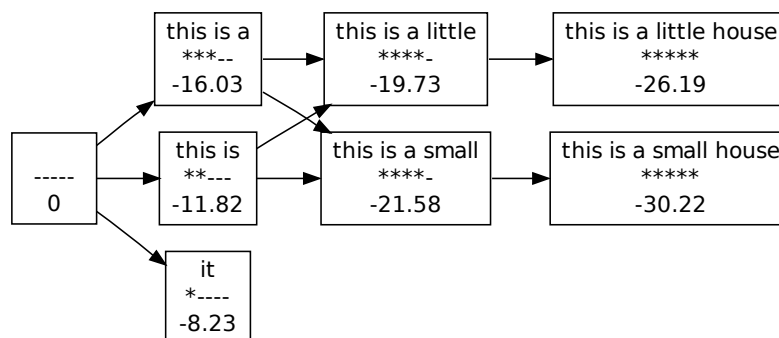 -----
0
this is a
***--
-16.03
this is
**---
-11.82
it
*----
-8.23
this is a little
****-
-19.73
this is a small
****-
-21.58
this is a little house
*****
-26.19
this is a small house
*****
-30.22